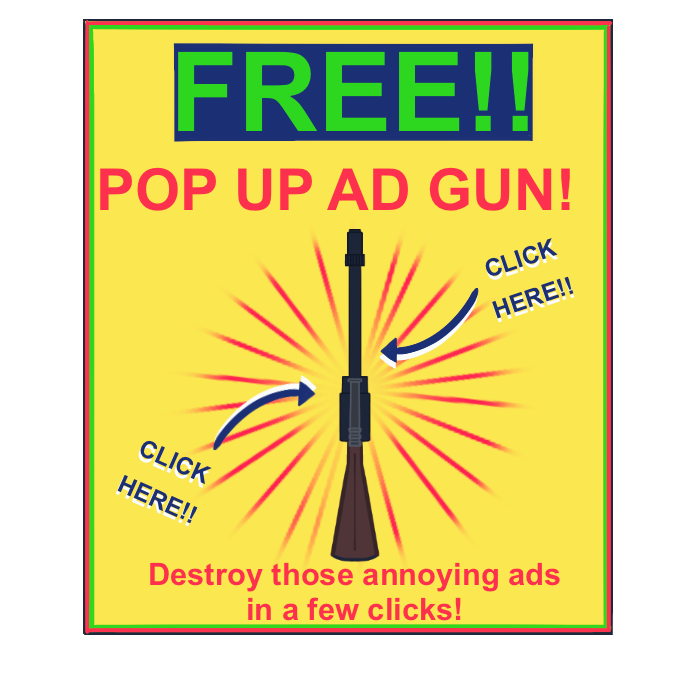 FREE!!
POP UP AD GUN!
CLICK
HERE!!
CLICK
HERE!!
Destroy those annoying ads
in a few clicks!